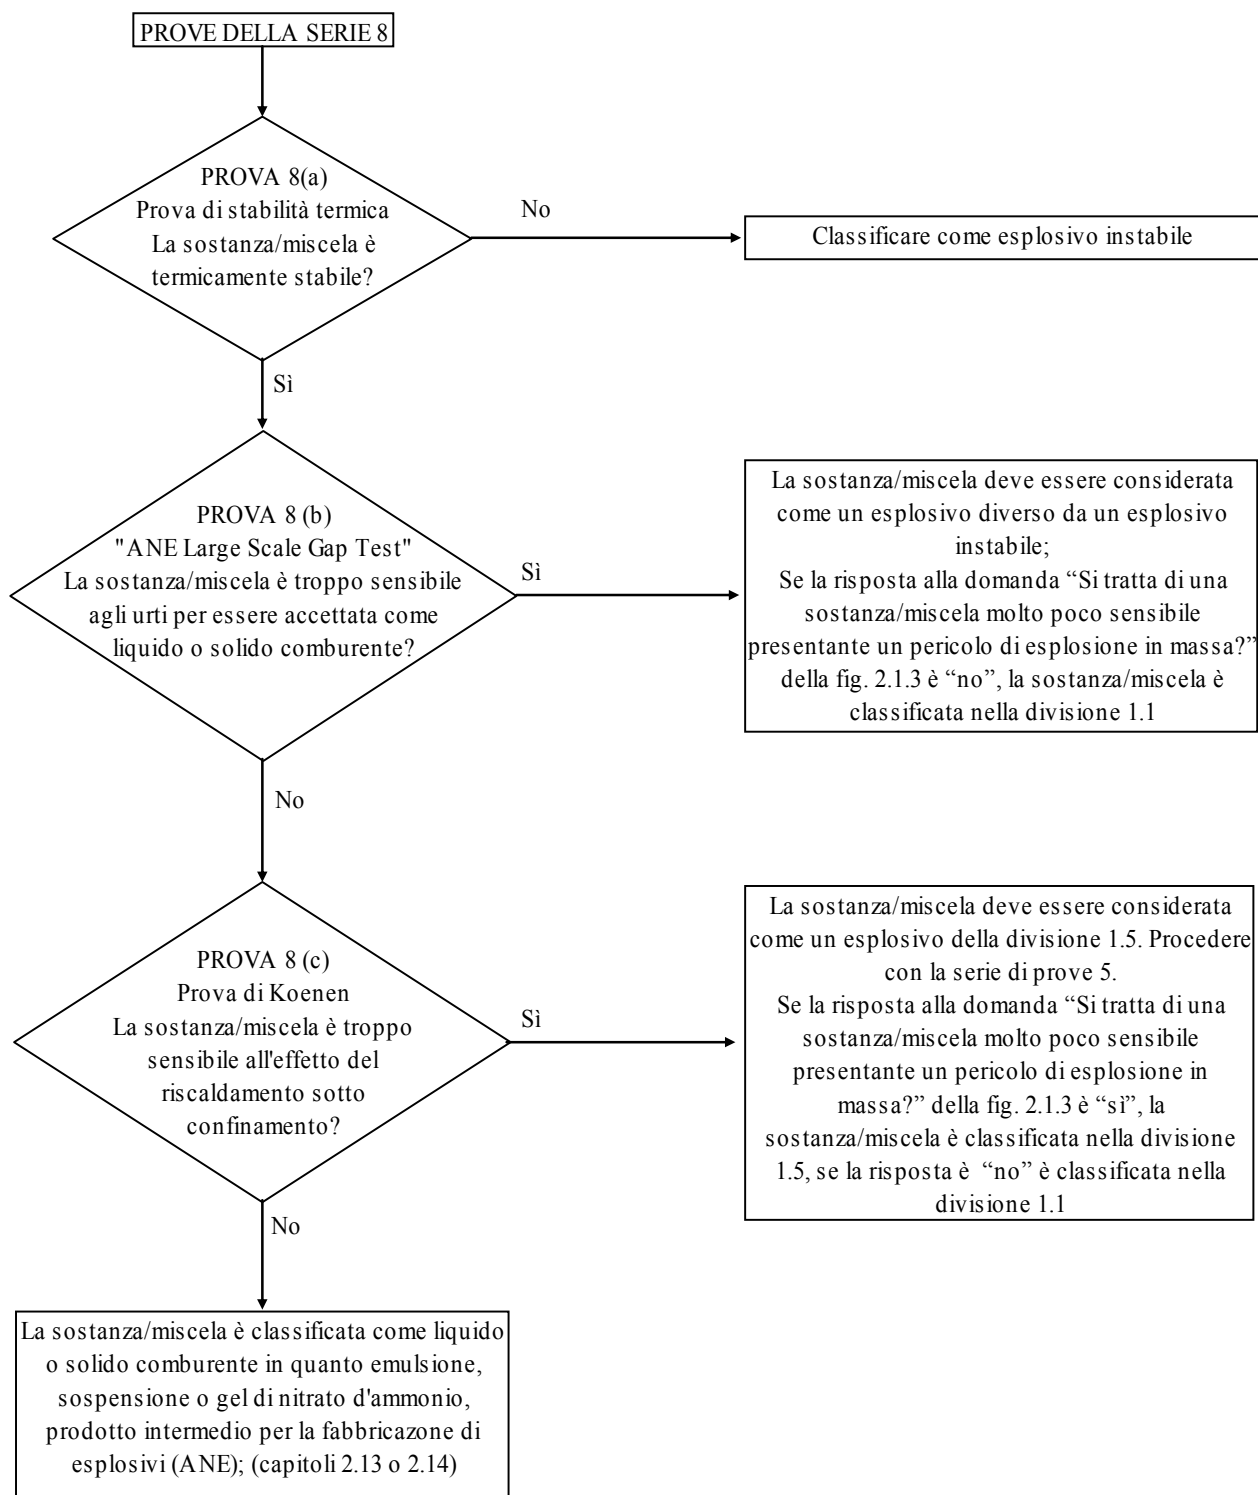 PROVE DELLA SERIE 8
PROVA 8(a)
Prova di stabilità termica
La sostanza/miscela è
termicamente stabile?
No
Classificare come esplosivo instabile
Sì
PROVA 8 (b)
"ANE Large Scale Gap Test"
La sostanza/miscela è troppo sensibile
agli urti per essere accettata come
liquido o solido comburente?
Sì
La sostanza/miscela deve essere considerata
come un esplosivo diverso da un esplosivo
instabile;
Se la risposta alla domanda “Si tratta di una
sostanza/miscela molto poco sensibile
presentante un pericolo di esplosione in massa?”
della fig. 2.1.3 è “no”, la sostanza/miscela è
classificata nella divisione 1.1
No
PROVA 8 (c)
Prova di Koenen
La sostanza/miscela è troppo
sensibile all'effetto del
riscaldamento sotto
confinamento?
Sì
La sostanza/miscela deve essere considerata
come un esplosivo della divisione 1.5. Procedere
con la serie di prove 5.
Se la risposta alla domanda “Si tratta di una
sostanza/miscela molto poco sensibile
presentante un pericolo di esplosione in
massa?” della fig. 2.1.3 è “sì”, la
sostanza/miscela è classificata nella divisione
1.5, se la risposta è “no” è classificata nella
divisione 1.1
No
La sostanza/miscela è classificata come liquido
o solido comburente in quanto emulsione,
sospensione o gel di nitrato d'ammonio,
prodotto intermedio per la fabbricazone di
esplosivi (ANE); (capitoli 2.13 o 2.14)